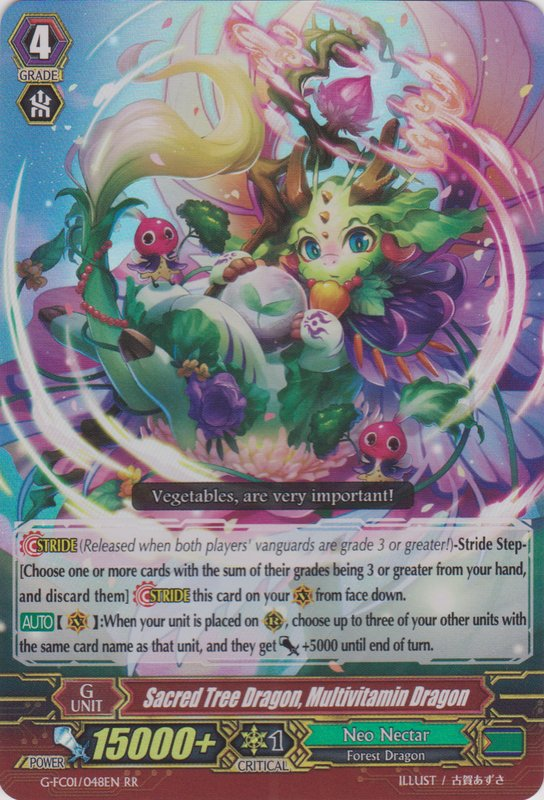 4
GRADE
Vegetables, are very important!
STRIDE (Released when both players' vanguards are grade 3 or greater!)-Stride Step-
[Choose one or more cards with the sum of their grades being 3 or greater from your hand,
and discard them] STRIDE this card on your from face down.
AUTO【 】:When your unit is placed on , choose up to three of your other units with
the same card name as that unit, and they get +5000 until end of turn.
G
UNIT
Sacred Tree Dragon, Multivitamin Dragon
POWER 15000+ 1
CRITICAL
Neo Nectar
Forest Dragon
G-FC01/048EN RR
ILLUST / 古賀あずさ